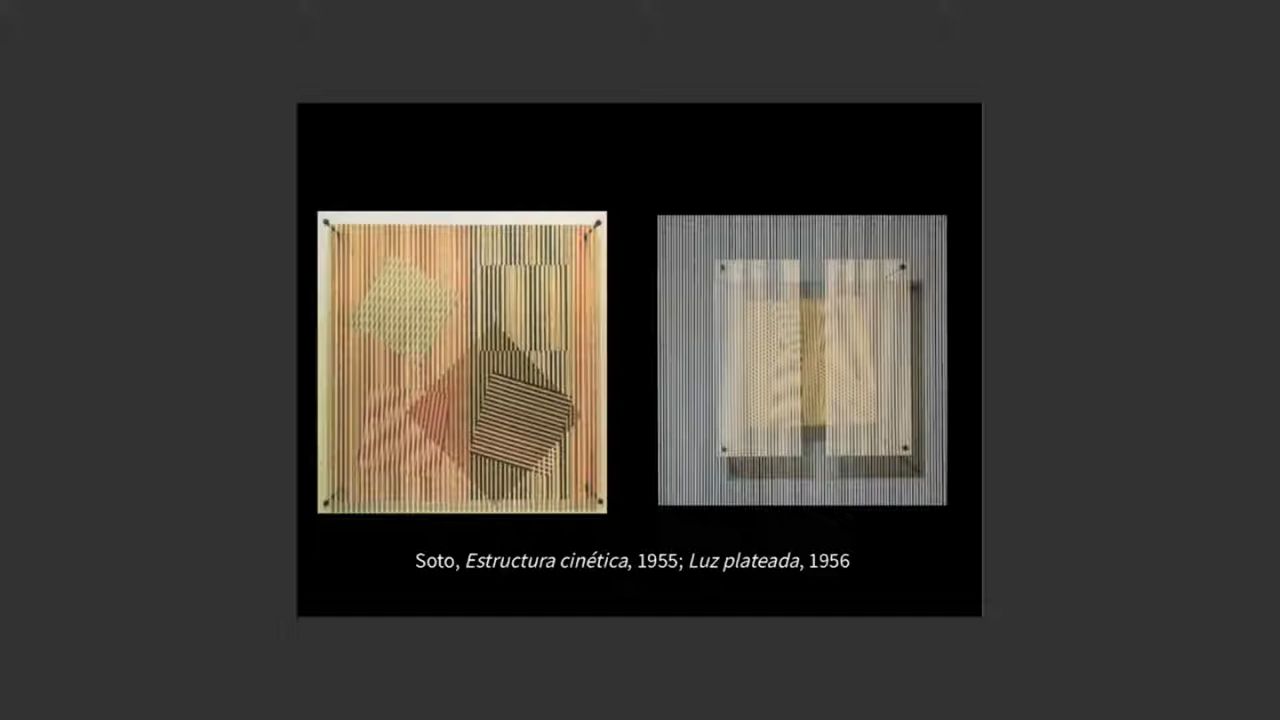 Soto, Estructura cinética, 1955; Luz plateada, 1956